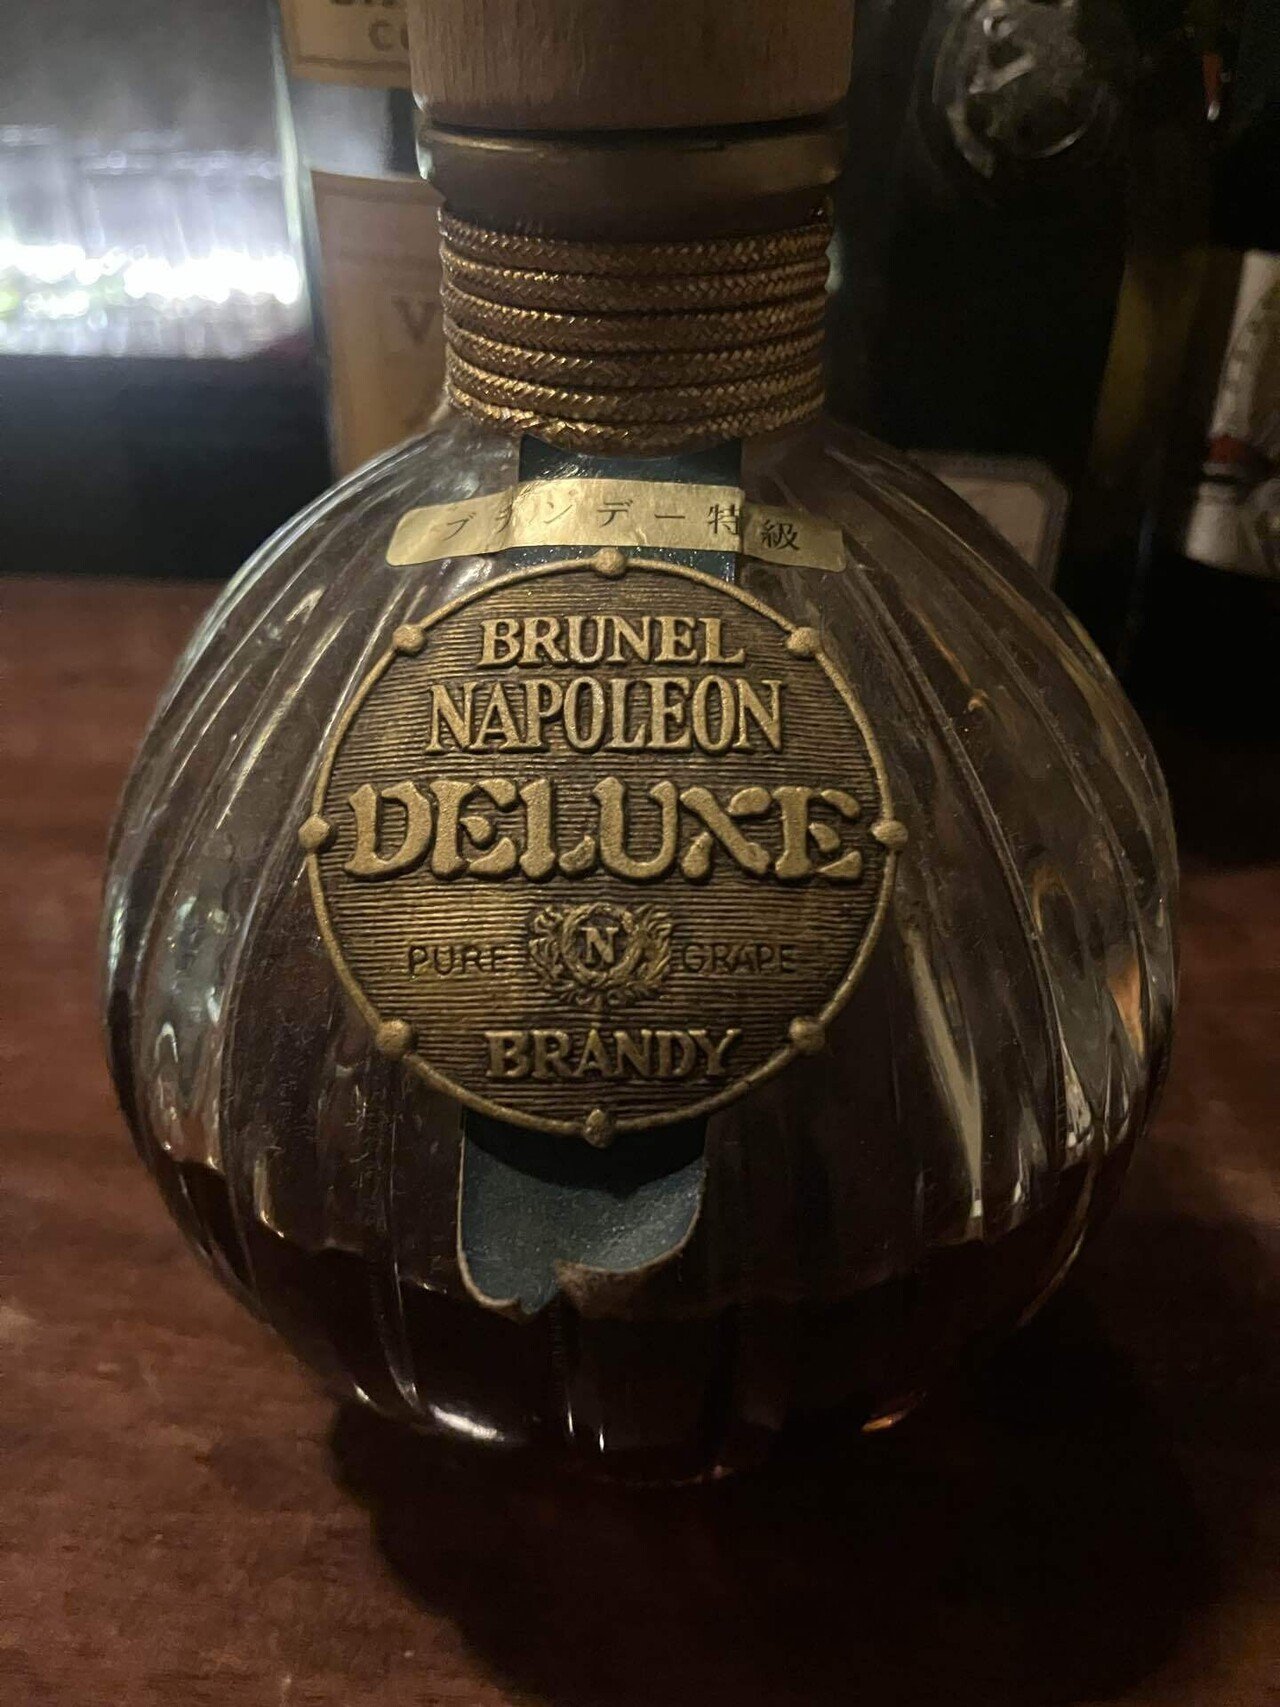 ブランデー特級
BRUNEL
NAPOLEON
DELUXE
PURE N GRAPE
BRANDY